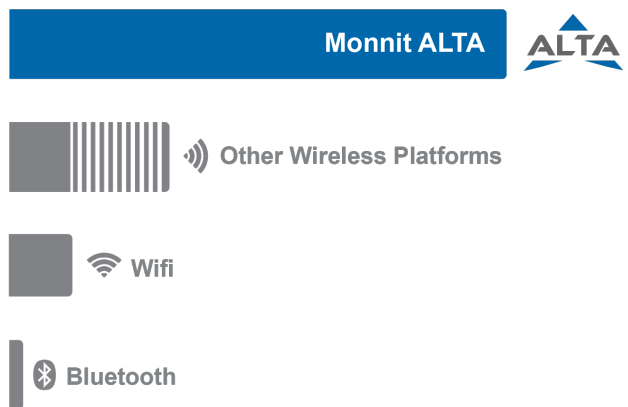 Monnit ALTA
ALTA
Other Wireless Platforms
Wifi
Bluetooth